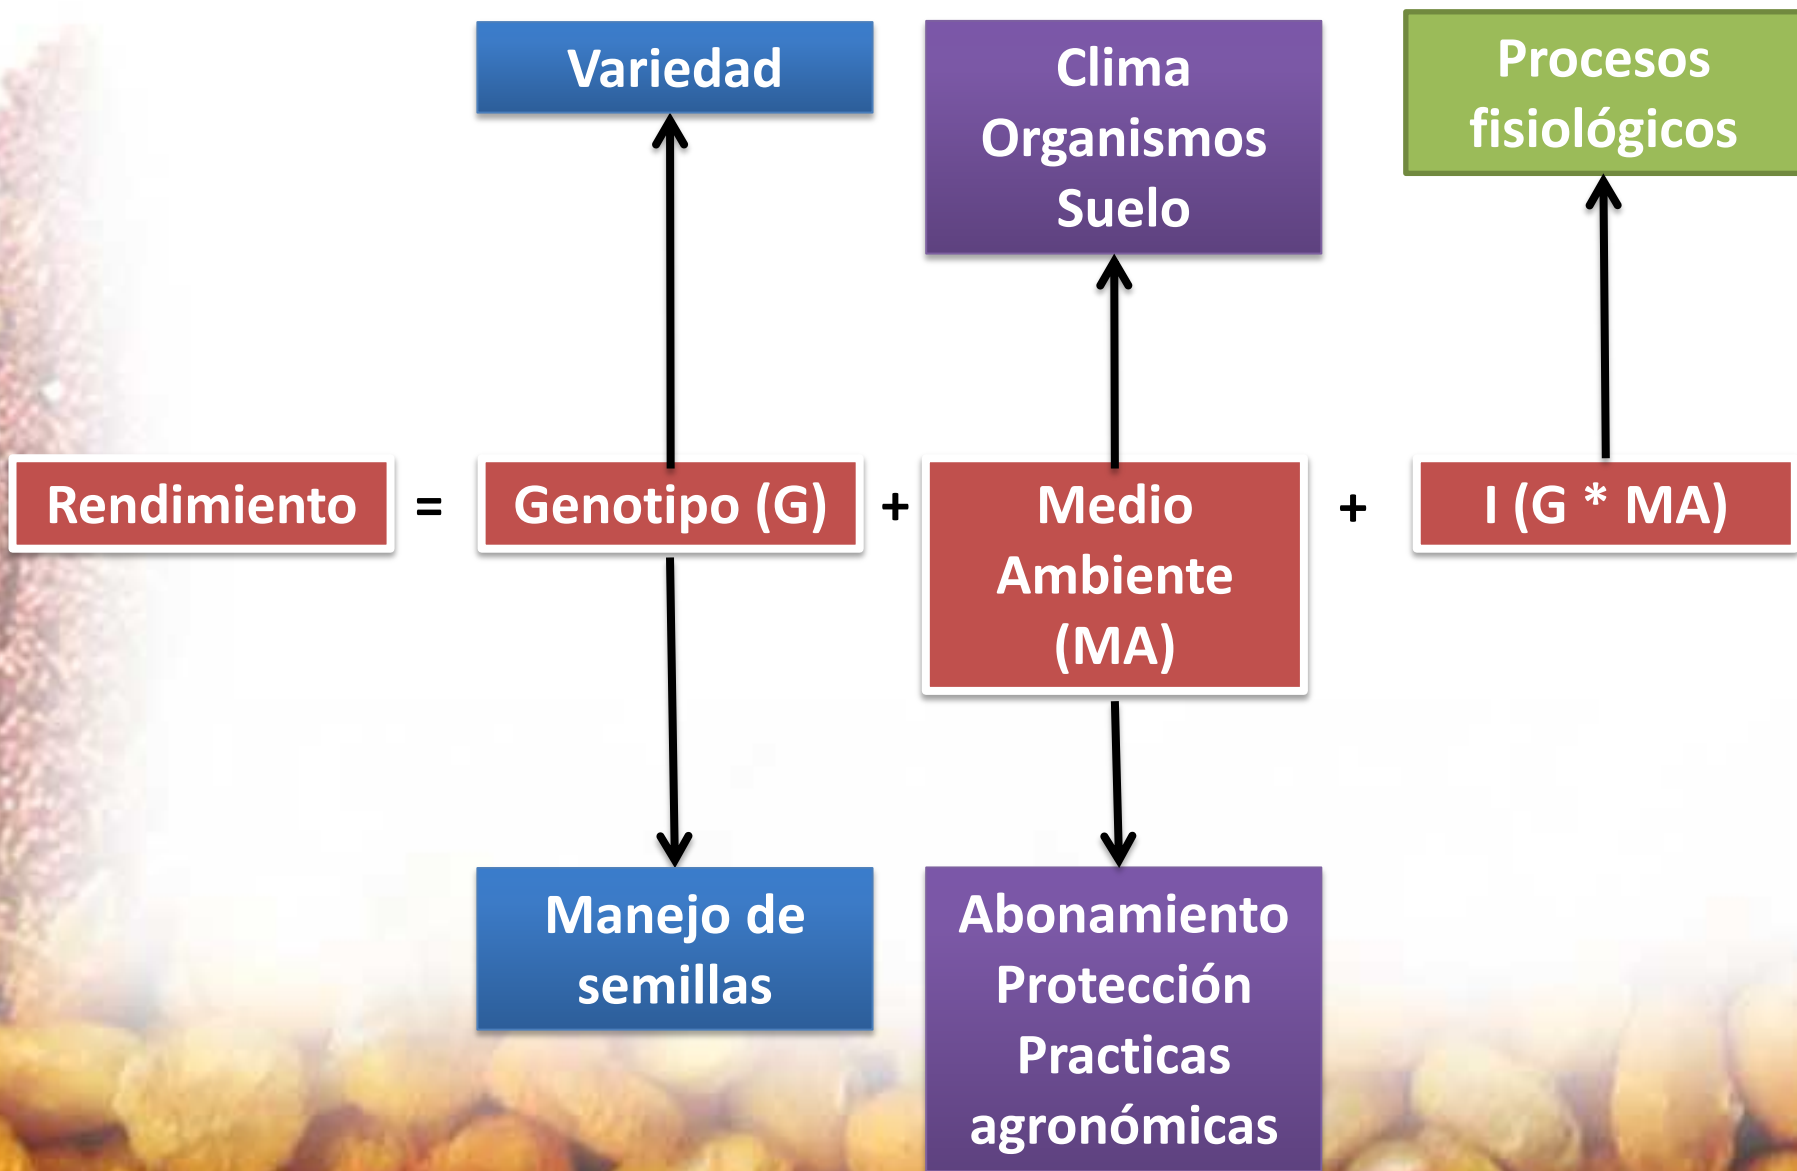 Variedad
Clima
Organismos
Suelo
Procesos
fisiológicos
Rendimiento
=
Genotipo (G)
+
Medio
Ambiente
(MA)
+
I (G * MA)
Manejo de
semillas
Abonamiento
Protección
Practicas
agronómicas